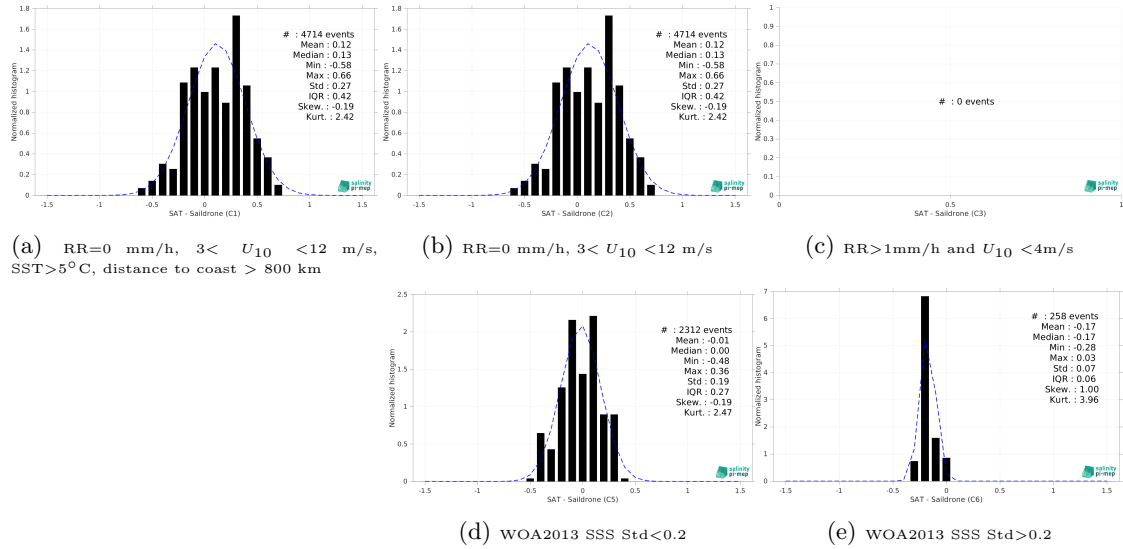 1.8
1.6
1.4
1.2
1
0.8
0.6
0.4
0.2
0
Normalized histogram
# : 4714 events
Mean : 0.12
Median : 0.13
Min : -0.58
Max : 0.66
Std : 0.27
IQR : 0.42
Skew. : -0.19
Kurt. : 2.42
salinity
pi-mep
-1.5 -1 -0.5 0 0.5 1 1.5
SAT - Saildrone (C1)
(a) RR=0 mm/h, 3< U10 <12 m/s,
SST>5°C, distance to coast > 800 km
1.8
1.6
1.4
1.2
1
0.8
0.6
0.4
0.2
0
Normalized histogram
# : 4714 events
Mean : 0.12
Median : 0.13
Min : -0.58
Max : 0.66
Std : 0.27
IQR : 0.42
Skew. : -0.19
Kurt. : 2.42
salinity
pi-mep
-1.5 -1 -0.5 0 0.5 1 1.5
SAT - Saildrone (C2)
(b) RR=0 mm/h, 3< U10 <12 m/s
1
0.9
0.8
0.7
0.6
0.5
0.4
0.3
0.2
0.1
0
Normalized histogram
# : 0 events
salinity
pi-mep
0 0.5 1
SAT - Saildrone (C3)
(c) RR>1mm/h and U10 <4m/s
2.5
2
1.5
1
0.5
0
Normalized histogram
# : 2312 events
Mean : -0.01
Median : 0.00
Min : -0.48
Max : 0.36
Std : 0.19
IQR : 0.27
Skew. : -0.19
Kurt. : 2.47
salinity
pi-mep
-1.5 -1 -0.5 0 0.5 1 1.5
SAT - Saildrone (C5)
(d) WOA2013 SSS Std<0.2
7
6
5
4
3
2
1
0
Normalized histogram
# : 258 events
Mean : -0.17
Median : -0.17
Min : -0.28
Max : 0.03
Std : 0.07
IQR : 0.06
Skew. : 1.00
Kurt. : 3.96
salinity
pi-mep
-1.5 -1 -0.5 0 0.5 1 1.5
SAT - Saildrone (C6)
(e) WOA2013 SSS Std>0.2